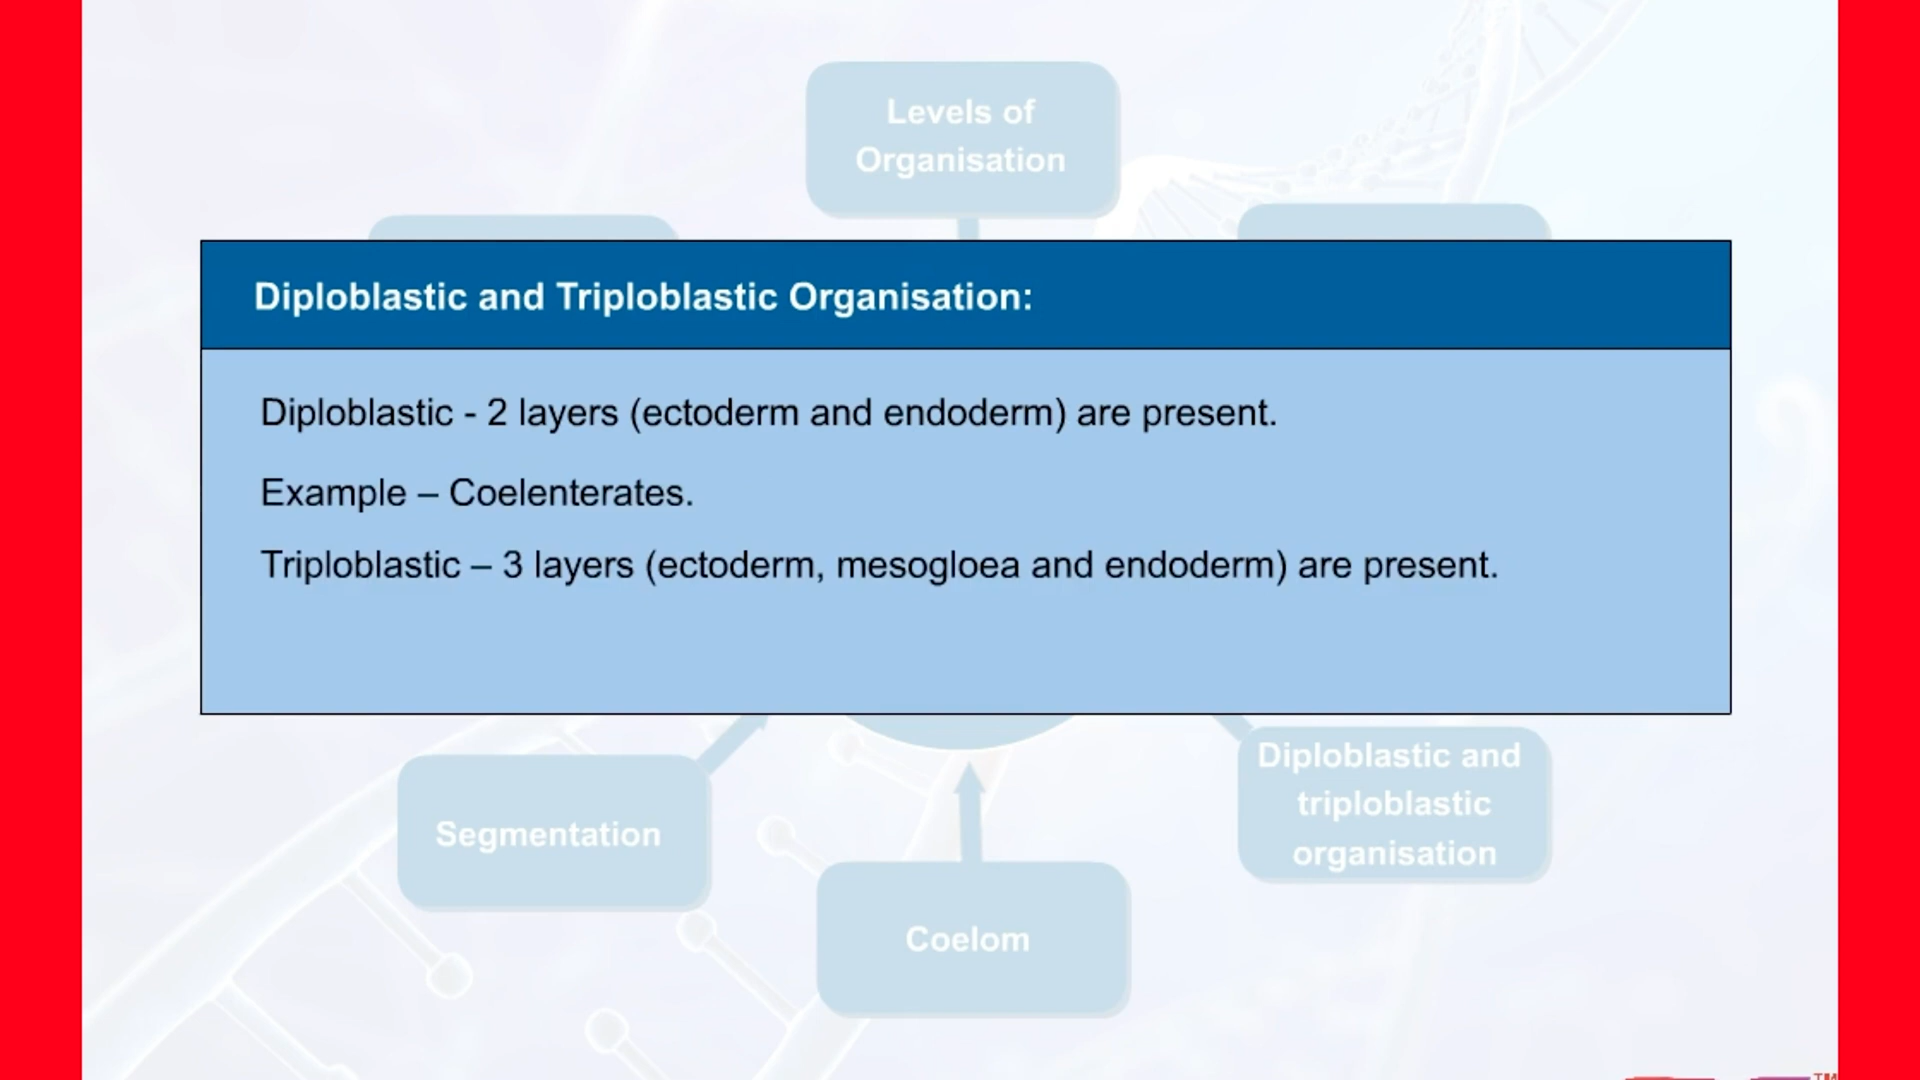 Levels of
Organisation
Diploblastic and Triploblastic Organisation:
Diploblastic - 2 layers (ectoderm and endoderm) are present.
Example – Coelenterates.
Triploblastic – 3 layers (ectoderm, mesogloea and endoderm) are present.
Segmentation
Diploblastic and
triploblastic
organisation
Coelom
TM